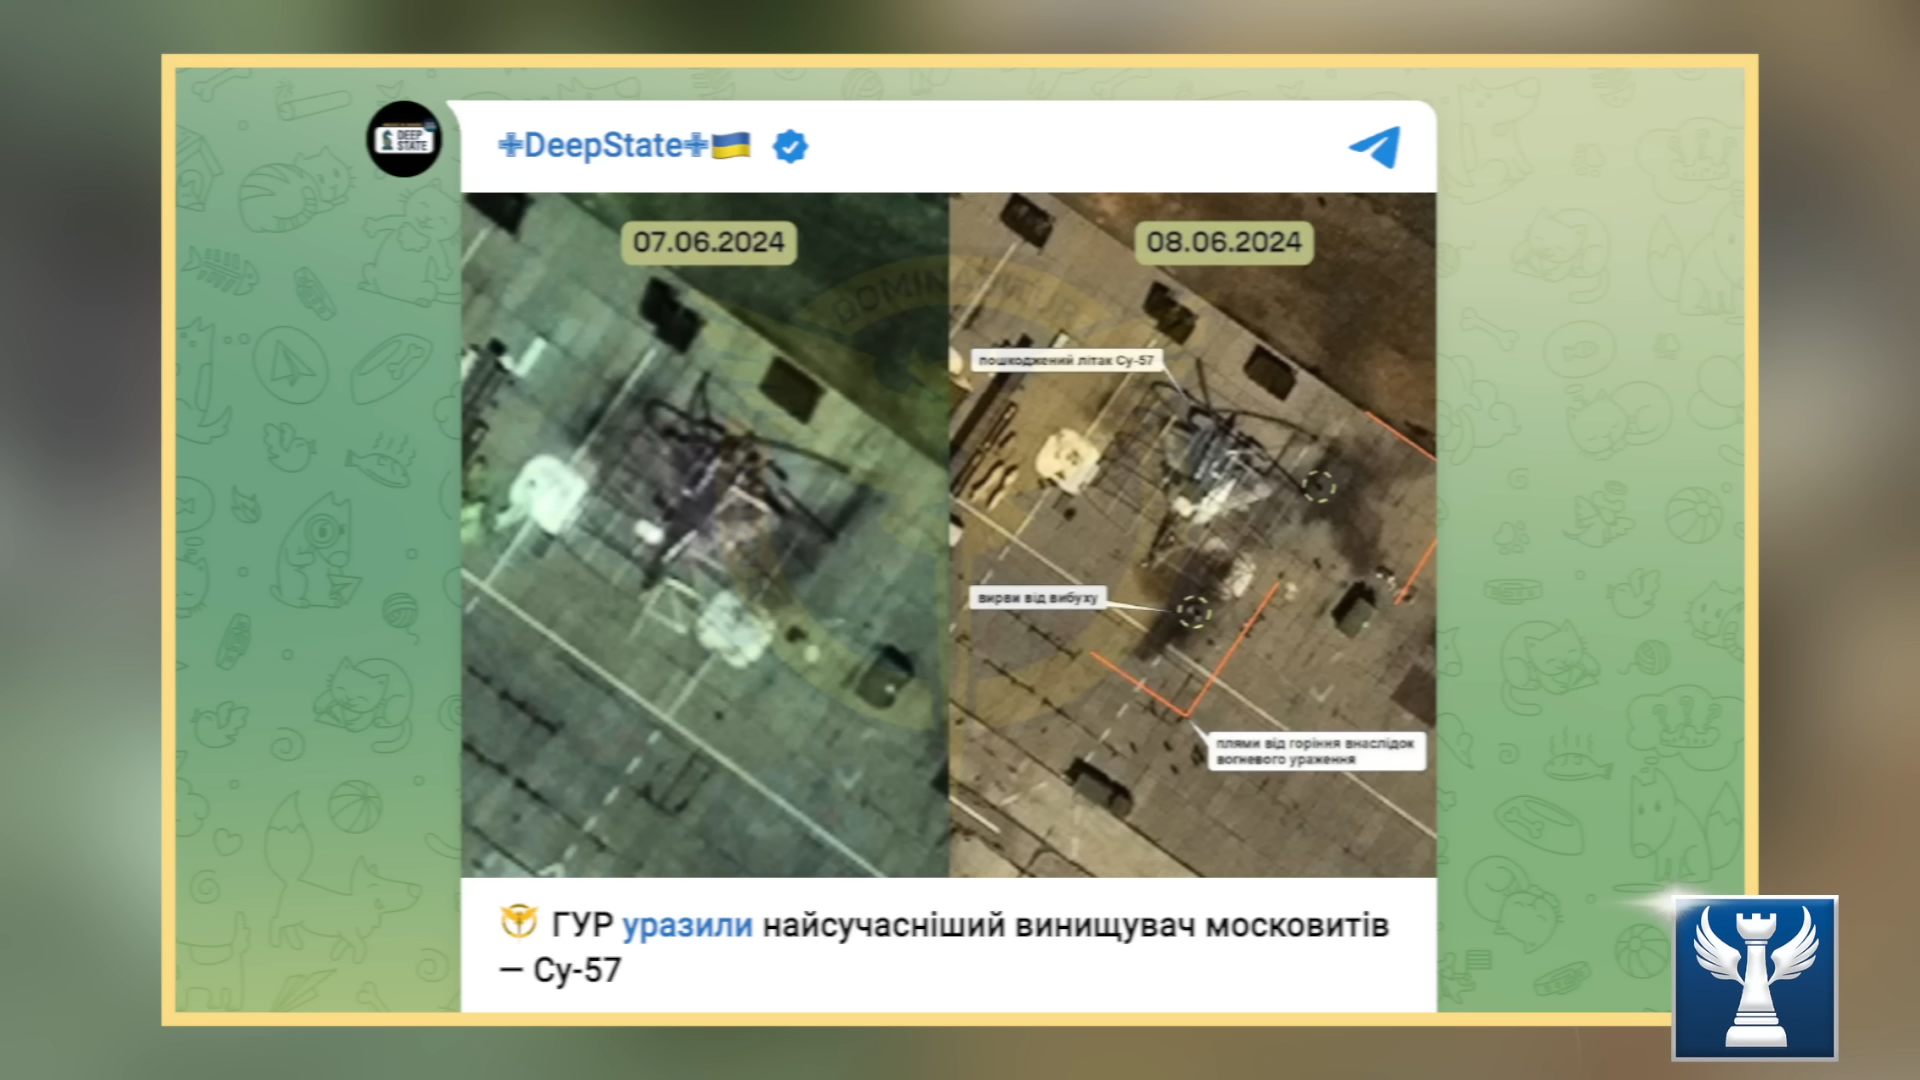 DEEP
STATE
DeepState🇺🇦
07.06.2024
08.06.2024
DOMIN
пошкоджений літак Су-57
вирви від вибуху
плями від горіння внаслідок
вогневого ураження
ГУР уразили найсучасніший винищувач московитів
— Су-57